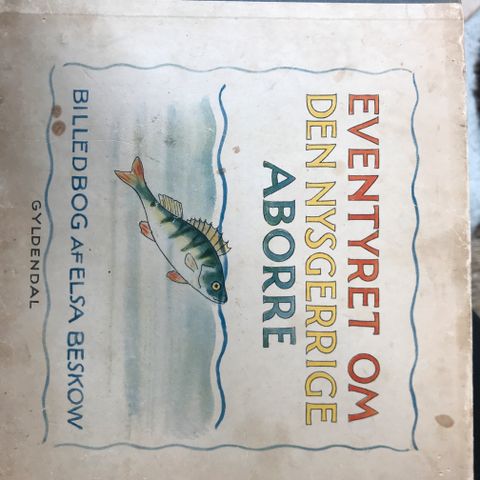 EVENTYRET OM
DEN NYSGERRIGE
ABORRE
BILLEDBOG AF ELSA BESKOW
GYLDENDAL